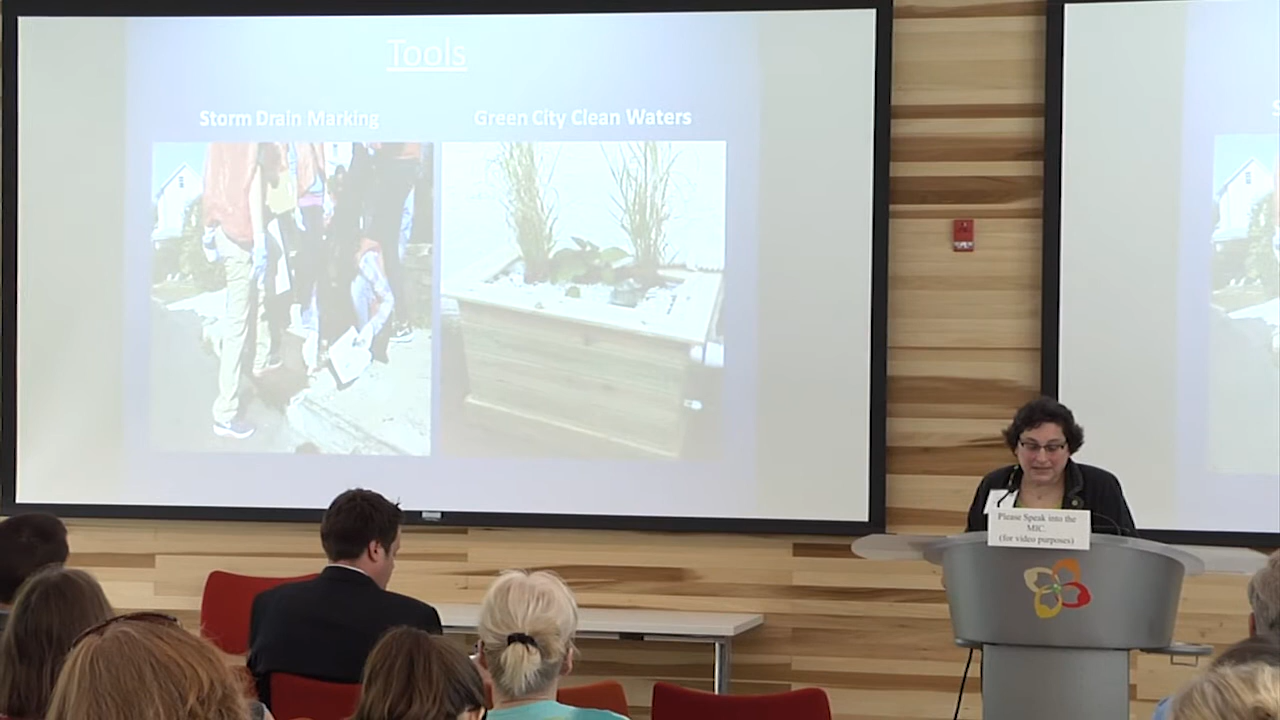 Tools
Storm Drain Marking
Green City Clean Waters
Please Speak into the
MIC.
(for video purposes)